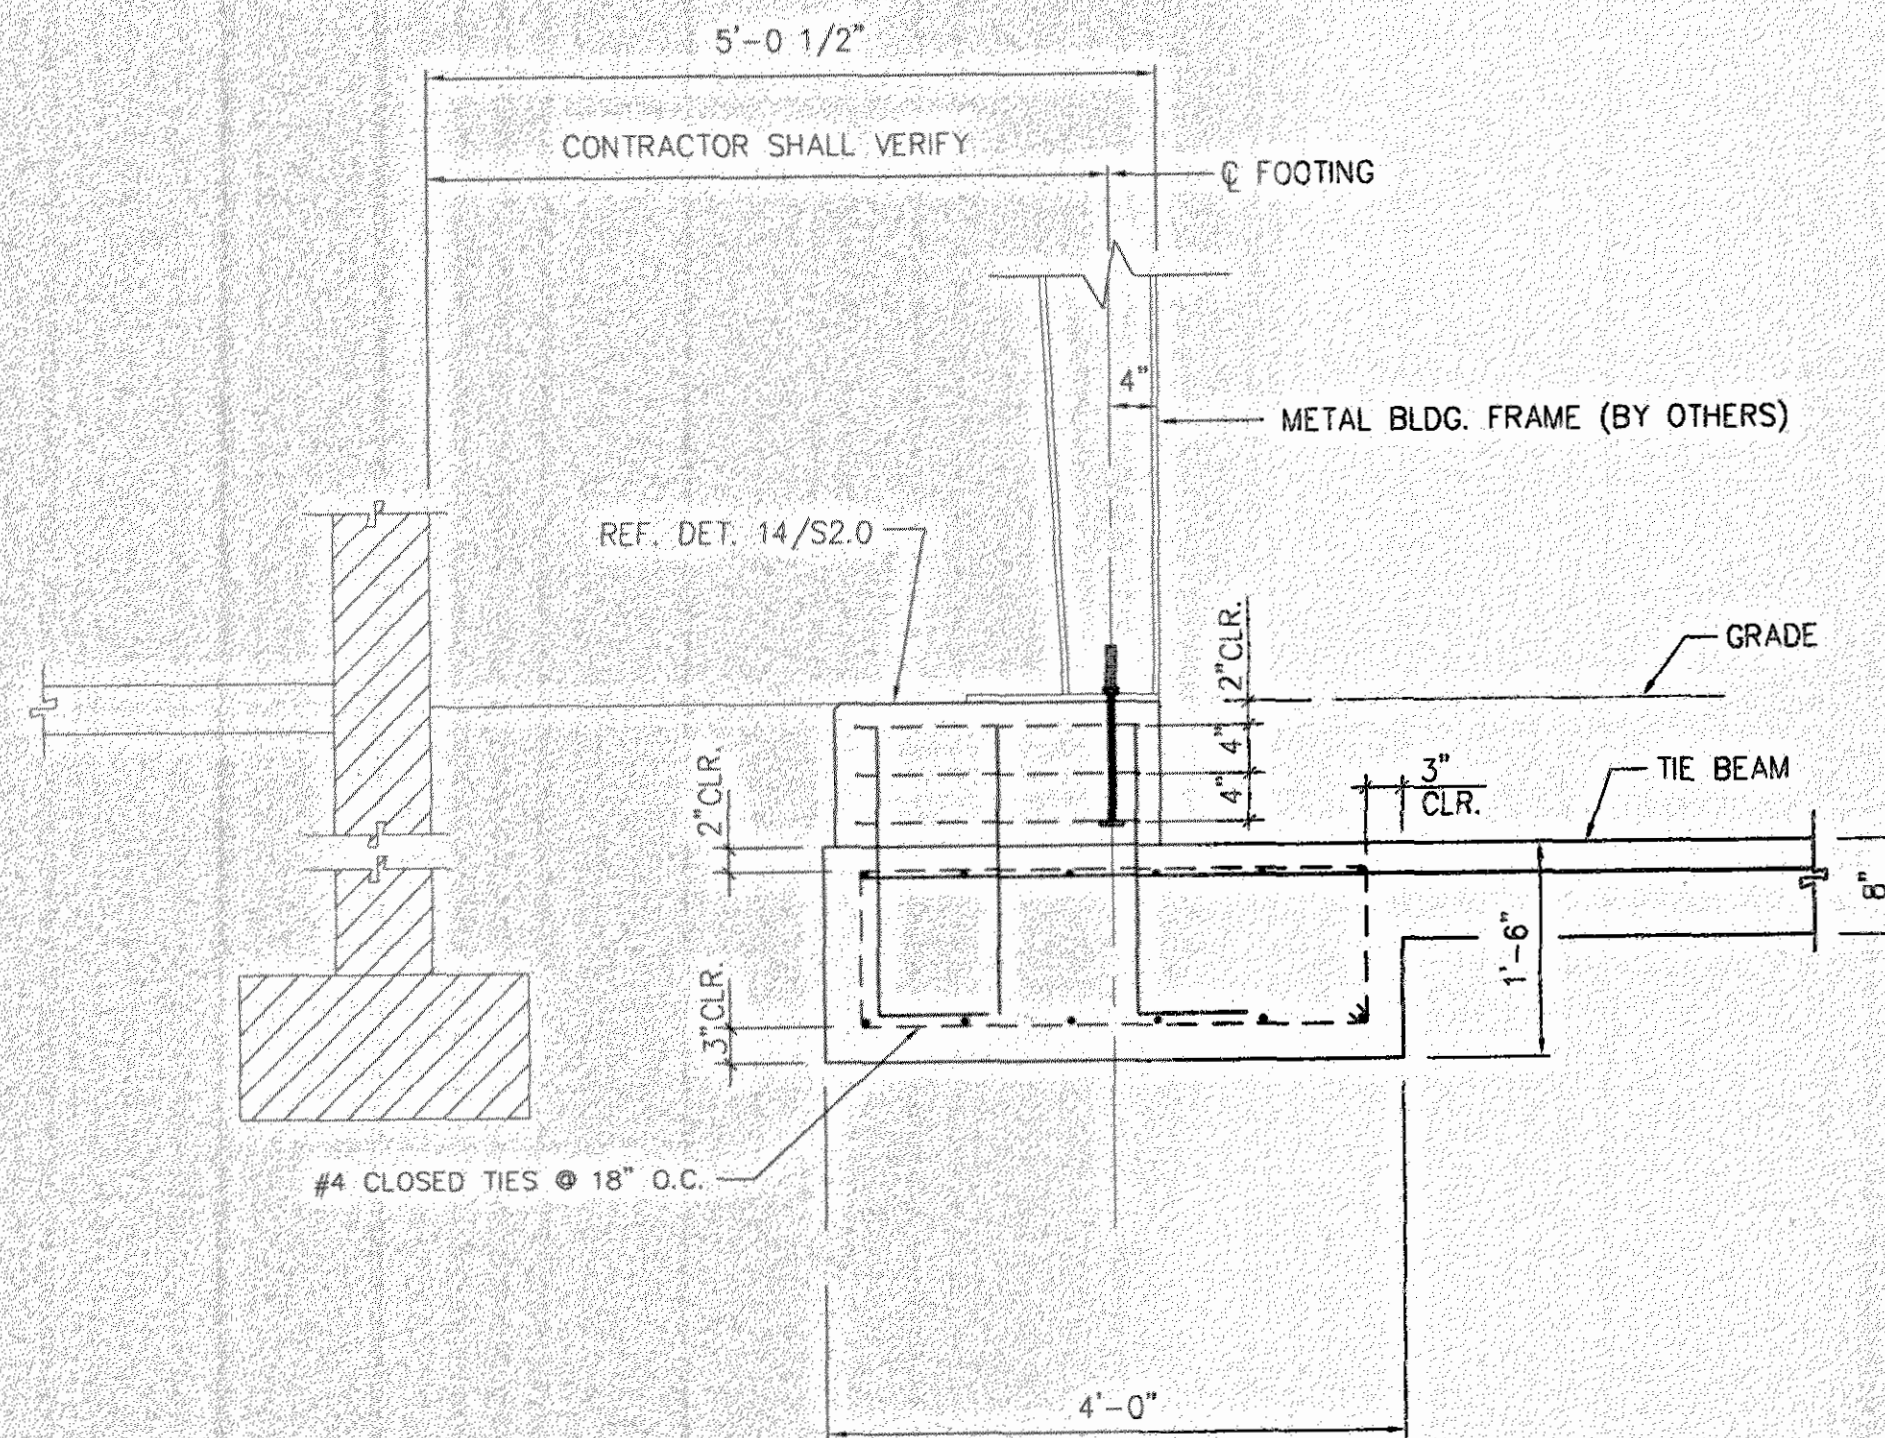 5'-0 1/2"
CONTRACTOR SHALL VERIFY
℄ FOOTING
4"
METAL BLDG. FRAME (BY OTHERS)
REF. DET. 14/S2.0
2"CLR.
GRADE
4"
4"
3"
CLR.
TIE BEAM
2"CLR.
8"
1'-6"
3"CLR.
#4 CLOSED TIES @ 18" O.C.
4'-0"